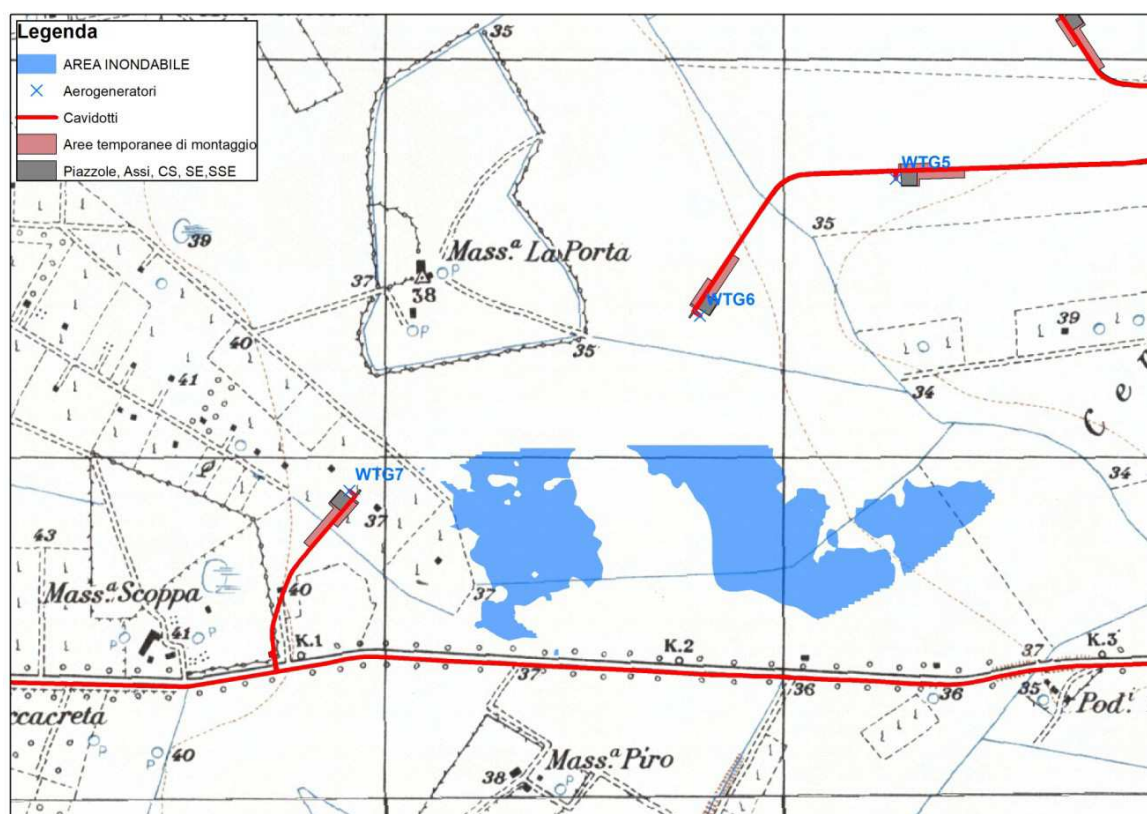 Legenda
AREA INONDABILE
Aerogeneratori
Cavidotti
Aree temporanee di montaggio
Piazzole, Assi, CS, SE,SSE
35
WTG5
39
Mass.ª La Porta
35
P
37
38
WTG6
P
39
40
35
41
34
WTG7
37
34
43
Mass.ª Scoppa
40
37
P
41
P
K.1
K.2
37
K.3
37
36
36
35
ccacreta
Pod.ⁱ
P
P
40
Mass.ª Piro
38
P